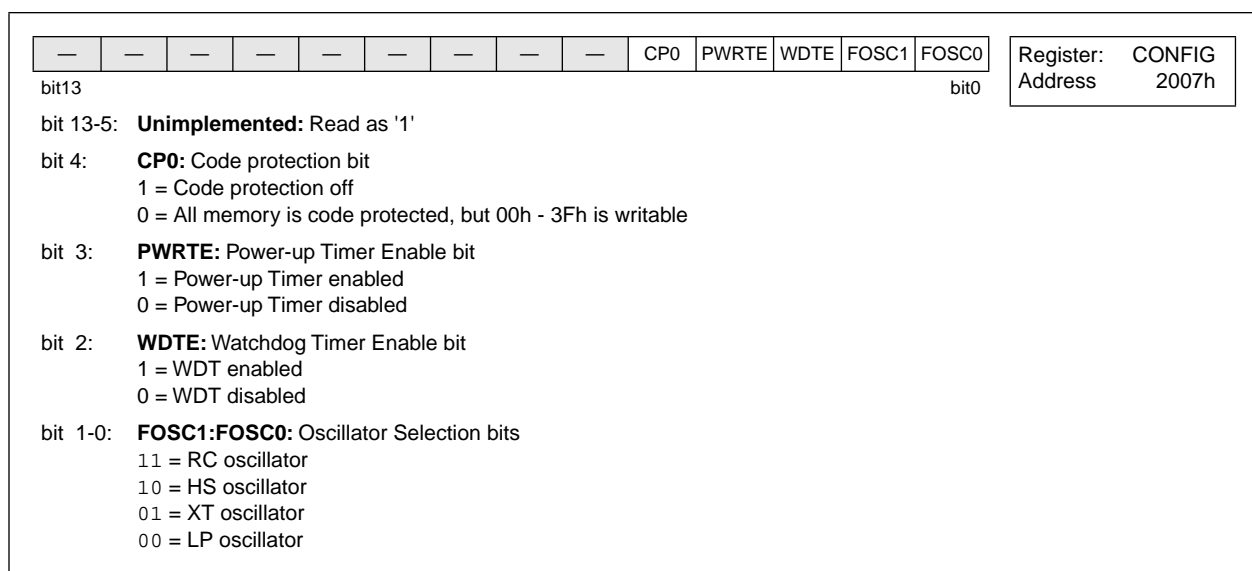 — — — — — — — — — CP0 PWRTE WDTE FOSC1 FOSC0
Register: CONFIG
Address 2007h
bit13 bit0
bit 13-5: Unimplemented: Read as '1'
bit 4: CP0: Code protection bit
1 = Code protection off
0 = All memory is code protected, but 00h - 3Fh is writable
bit 3: PWRTE: Power-up Timer Enable bit
1 = Power-up Timer enabled
0 = Power-up Timer disabled
bit 2: WDTE: Watchdog Timer Enable bit
1 = WDT enabled
0 = WDT disabled
bit 1-0: FOSC1:FOSC0: Oscillator Selection bits
11 = RC oscillator
10 = HS oscillator
01 = XT oscillator
00 = LP oscillator